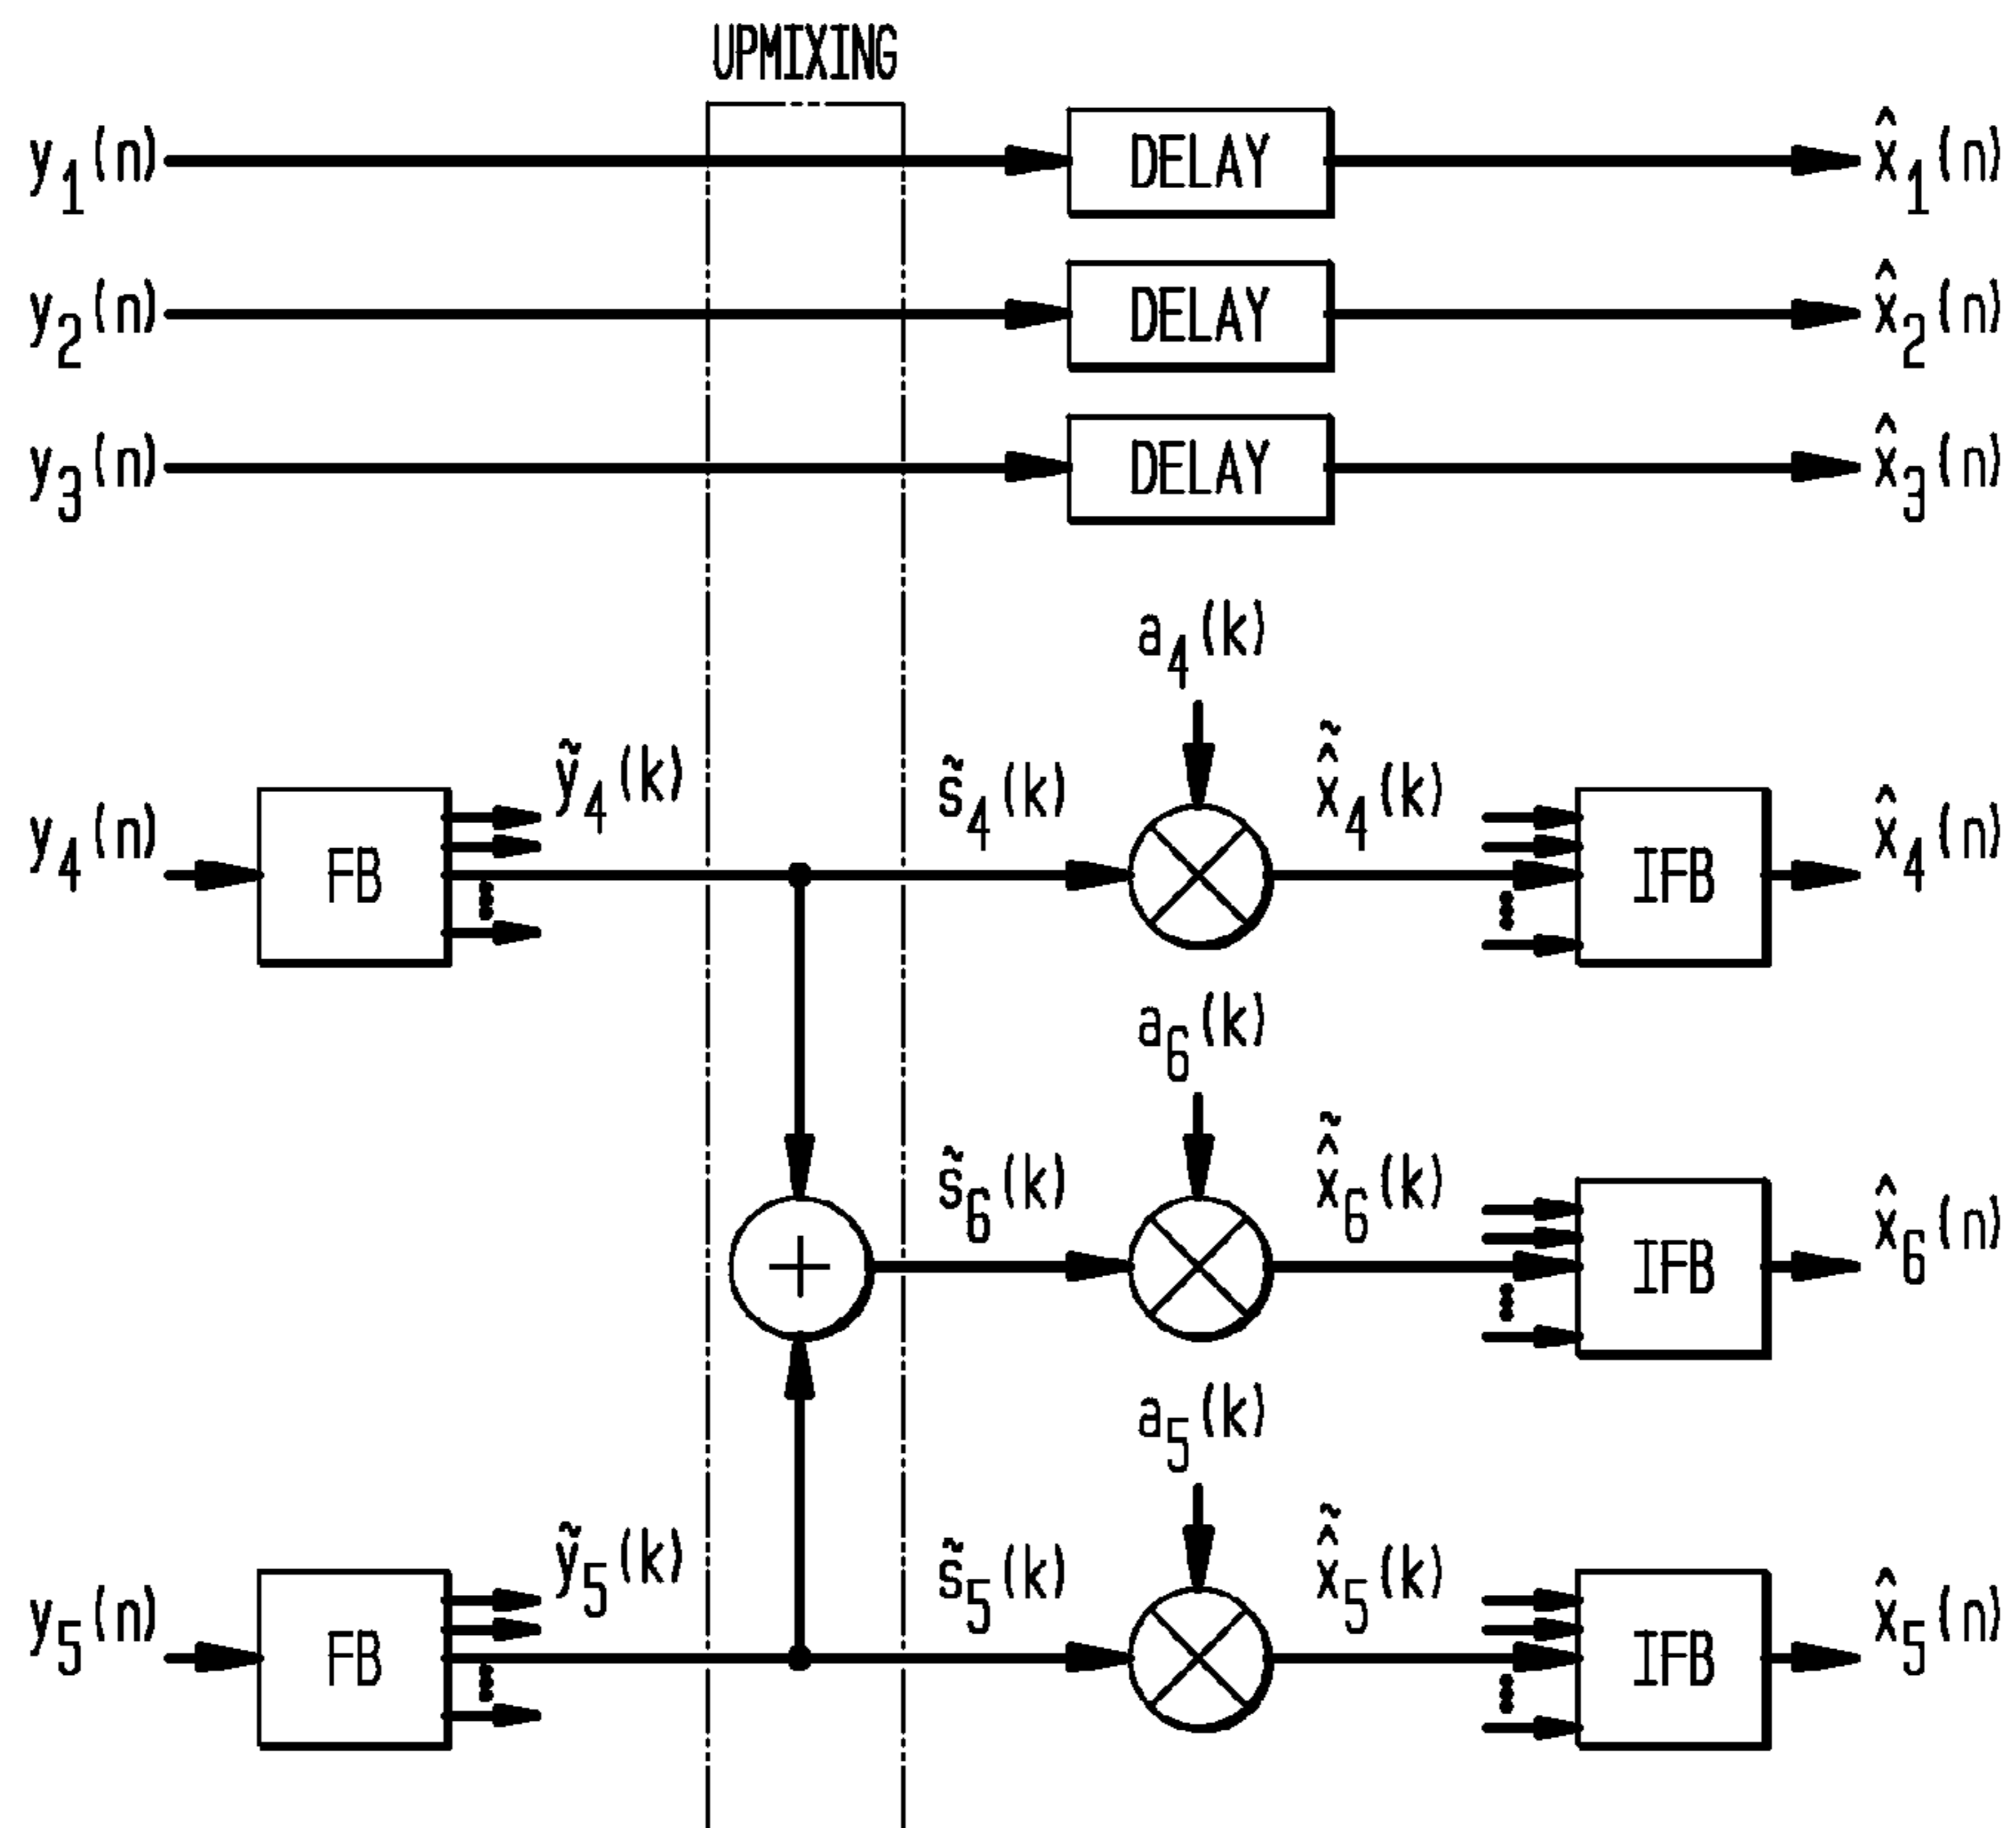 UPMIXING
y₁(n) DELAY x̂₁(n)
y₂(n) DELAY x̂₂(n)
y₃(n) DELAY x̂₃(n)
a₄(k)
ỹ₄(k) s̃₄(k) x̂̃₄(k)
y₄(n) FB IFB x̂₄(n)
a₆(k)
s̃₆(k) x̂̃₆(k)
+ IFB x̂₆(n)
a₅(k)
ỹ₅(k) s̃₅(k) x̂̃₅(k)
y₅(n) FB IFB x̂₅(n)